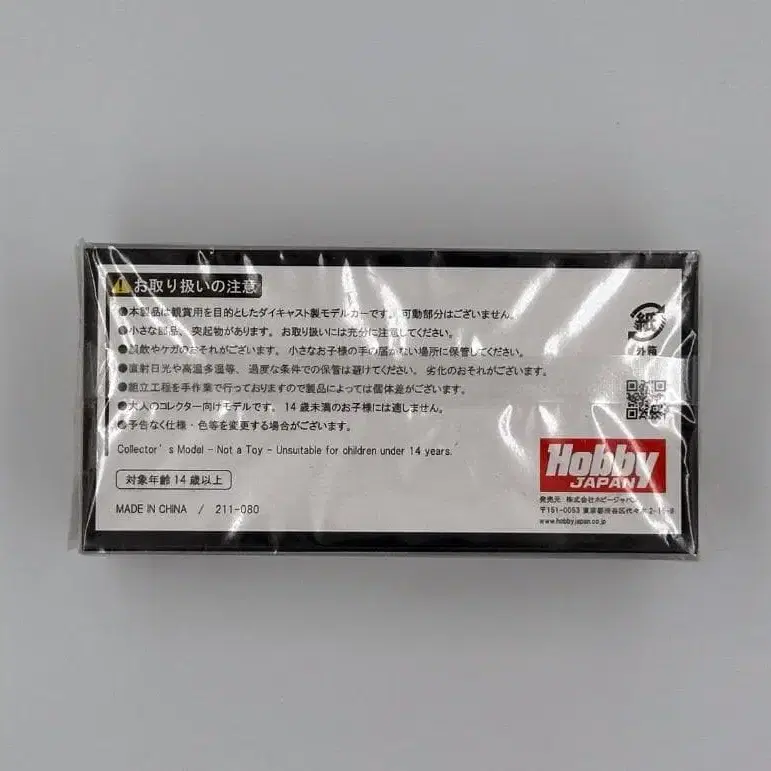 お取り扱いの注意
●本製品は観賞用を目的としたダイキャスト製モデルカーです。可動部分はございません。
●小さな部品、突起物があります。 お取り扱いには充分に注意してください。
●誤飲やケガのおそれがございます。 小さなお子様の手の届かない場所に保管してください。
●直射日光や高温多湿等、 過度な条件での保管は避けてください。 劣化のおそれがございます。
●組立工程を手作業で行っておりますので製品によっては個体差がございます。
●大人のコレクター向けモデルです。 14歳未満のお子様には適しません。
●予告なく仕様・色等を変更する場合がございます。
Collector's Model - Not a Toy - Unsuitable for children under 14 years.
対象年齢14歳以上
MADE IN CHINA / 211-080
紙
外箱
Hobby
JAPAN
発売元：株式会社ホビージャパン
〒151-0053 東京都渋谷区代々木2-15-8
www.hobbyjapan.co.jp